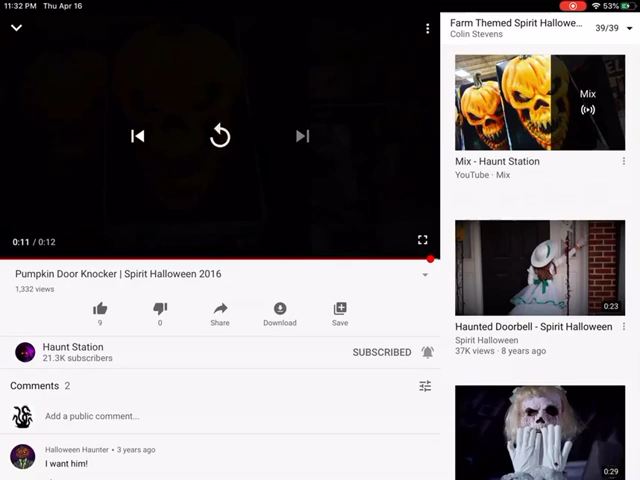 11:32 PM Thu Apr 16
53%
0:11 / 0:12
Pumpkin Door Knocker | Spirit Halloween 2016
1,332 views
9
0
Share
Download
Save
Haunt Station
21.3K subscribers
SUBSCRIBED
Comments 2
Add a public comment...
Halloween Haunter • 3 years ago
I want him!
Farm Themed Spirit Hallowe...
Colin Stevens
39/39
Mix
Mix - Haunt Station
YouTube · Mix
0:23
Haunted Doorbell - Spirit Halloween
Spirit Halloween
37K views · 8 years ago
0:29